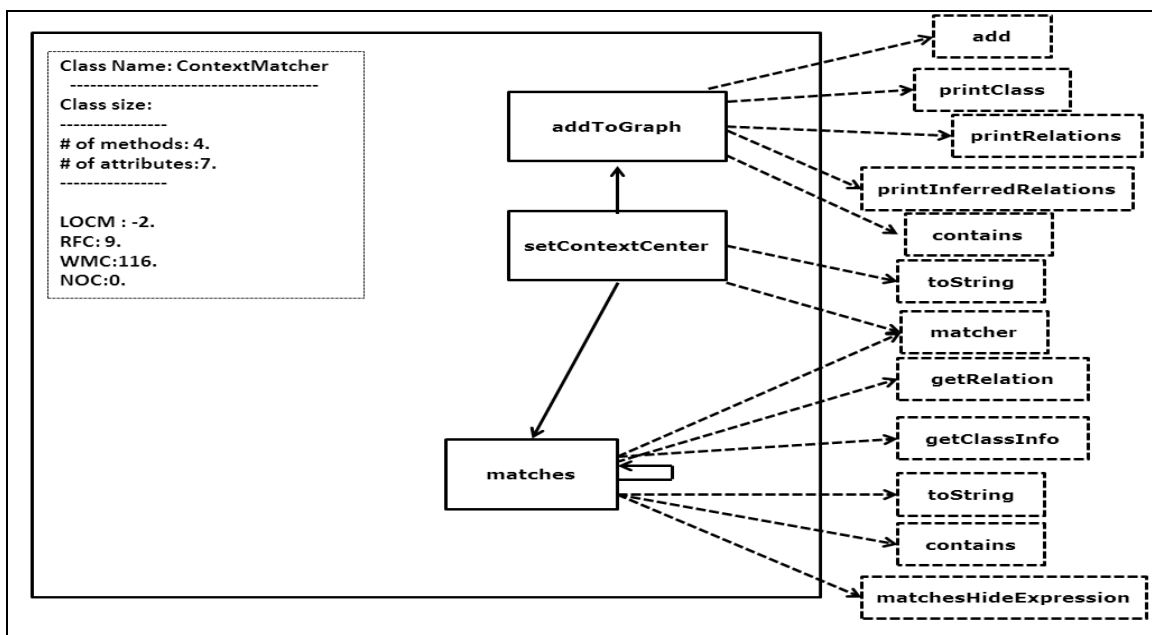 Class Name: ContextMatcher
------------------------------------
Class size:
----------------
# of methods: 4.
# of attributes:7.
----------------
LOCM : -2.
RFC: 9.
WMC:116.
NOC:0.
addToGraph
setContextCenter
matches
add
printClass
printRelations
printInferredRelations
contains
toString
matcher
getRelation
getClassInfo
toString
contains
matchesHideExpression